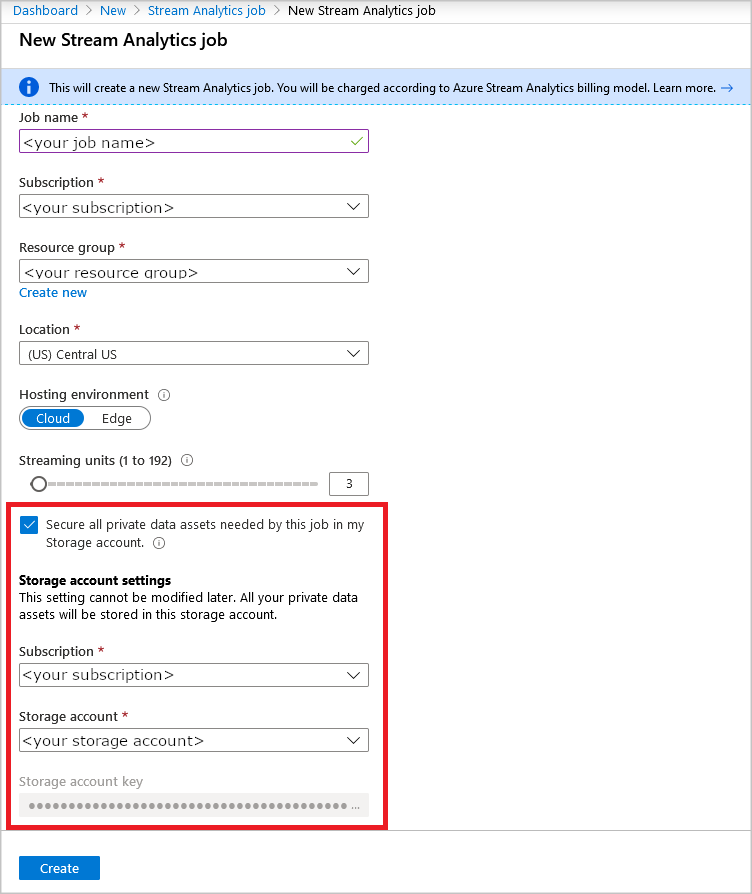 Dashboard > New > Stream Analytics job > New Stream Analytics job
New Stream Analytics job
This will create a new Stream Analytics job. You will be charged according to Azure Stream Analytics billing model. Learn more. →
Job name *
<your job name>
Subscription *
<your subscription>
Resource group *
<your resource group>
Create new
Location *
(US) Central US
Hosting environment
Cloud Edge
Streaming units (1 to 192)
3
Secure all private data assets needed by this job in my
Storage account.
Storage account settings
This setting cannot be modified later. All your private data
assets will be stored in this storage account.
Subscription *
<your subscription>
Storage account *
<your storage account>
Storage account key
●●●●●●●●●●●●●●●●●●●●●●●●●●●●●●●●●●●●●●●● ...
Create